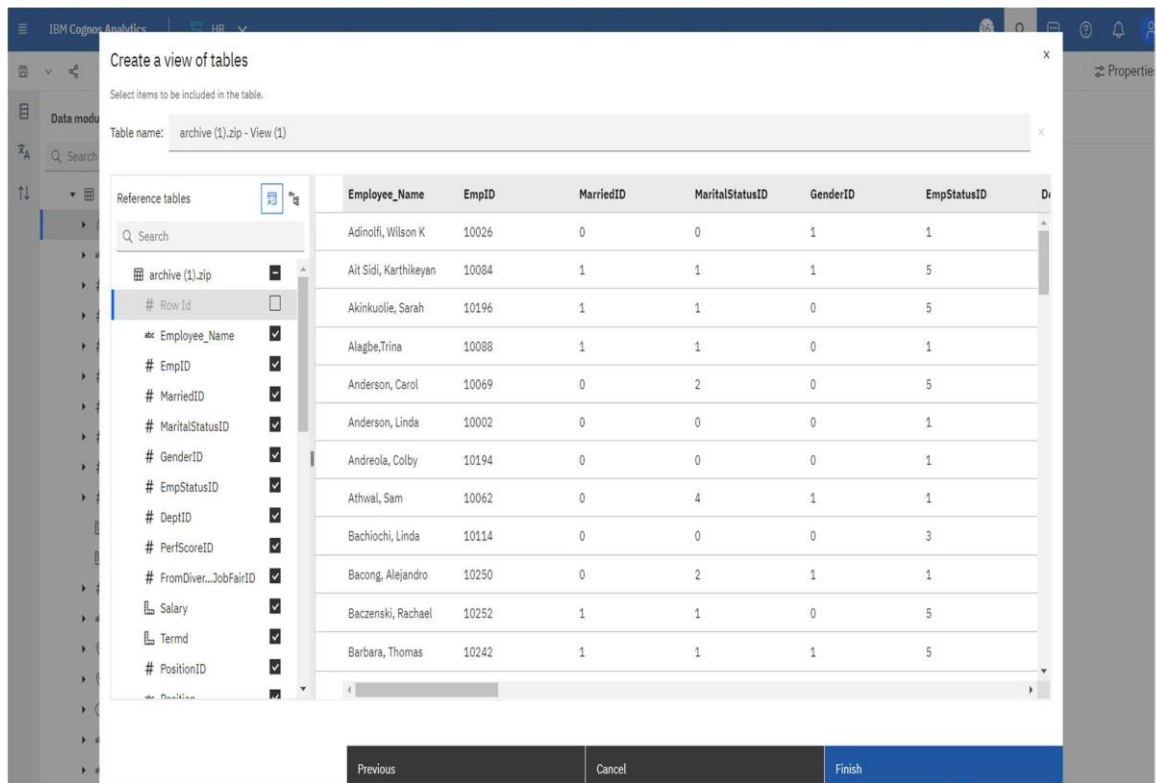 IBM Cognos Analytics
HR
Properties
Data modu
Search
Create a view of tables
x
Select items to be included in the table.
Table name: archive (1).zip - View (1)
Reference tables
Search
archive (1).zip
# Row Id
abc Employee_Name
# EmpID
# MarriedID
# MaritalStatusID
# GenderID
# EmpStatusID
# DeptID
# PerfScoreID
# FromDiver...JobFairID
Salary
Termd
# PositionID
abc Position
Employee_Name EmpID MarriedID MaritalStatusID GenderID EmpStatusID De
Adinolfi, Wilson K 10026 0 0 1 1
Ait Sidi, Karthikeyan 10084 1 1 1 5
Akinkuolie, Sarah 10196 1 1 0 5
Alagbe,Trina 10088 1 1 0 1
Anderson, Carol 10069 0 2 0 5
Anderson, Linda 10002 0 0 0 1
Andreola, Colby 10194 0 0 0 1
Athwal, Sam 10062 0 4 1 1
Bachiochi, Linda 10114 0 0 0 3
Bacong, Alejandro 10250 0 2 1 1
Baczenski, Rachael 10252 1 1 0 5
Barbara, Thomas 10242 1 1 1 5
Previous Cancel Finish